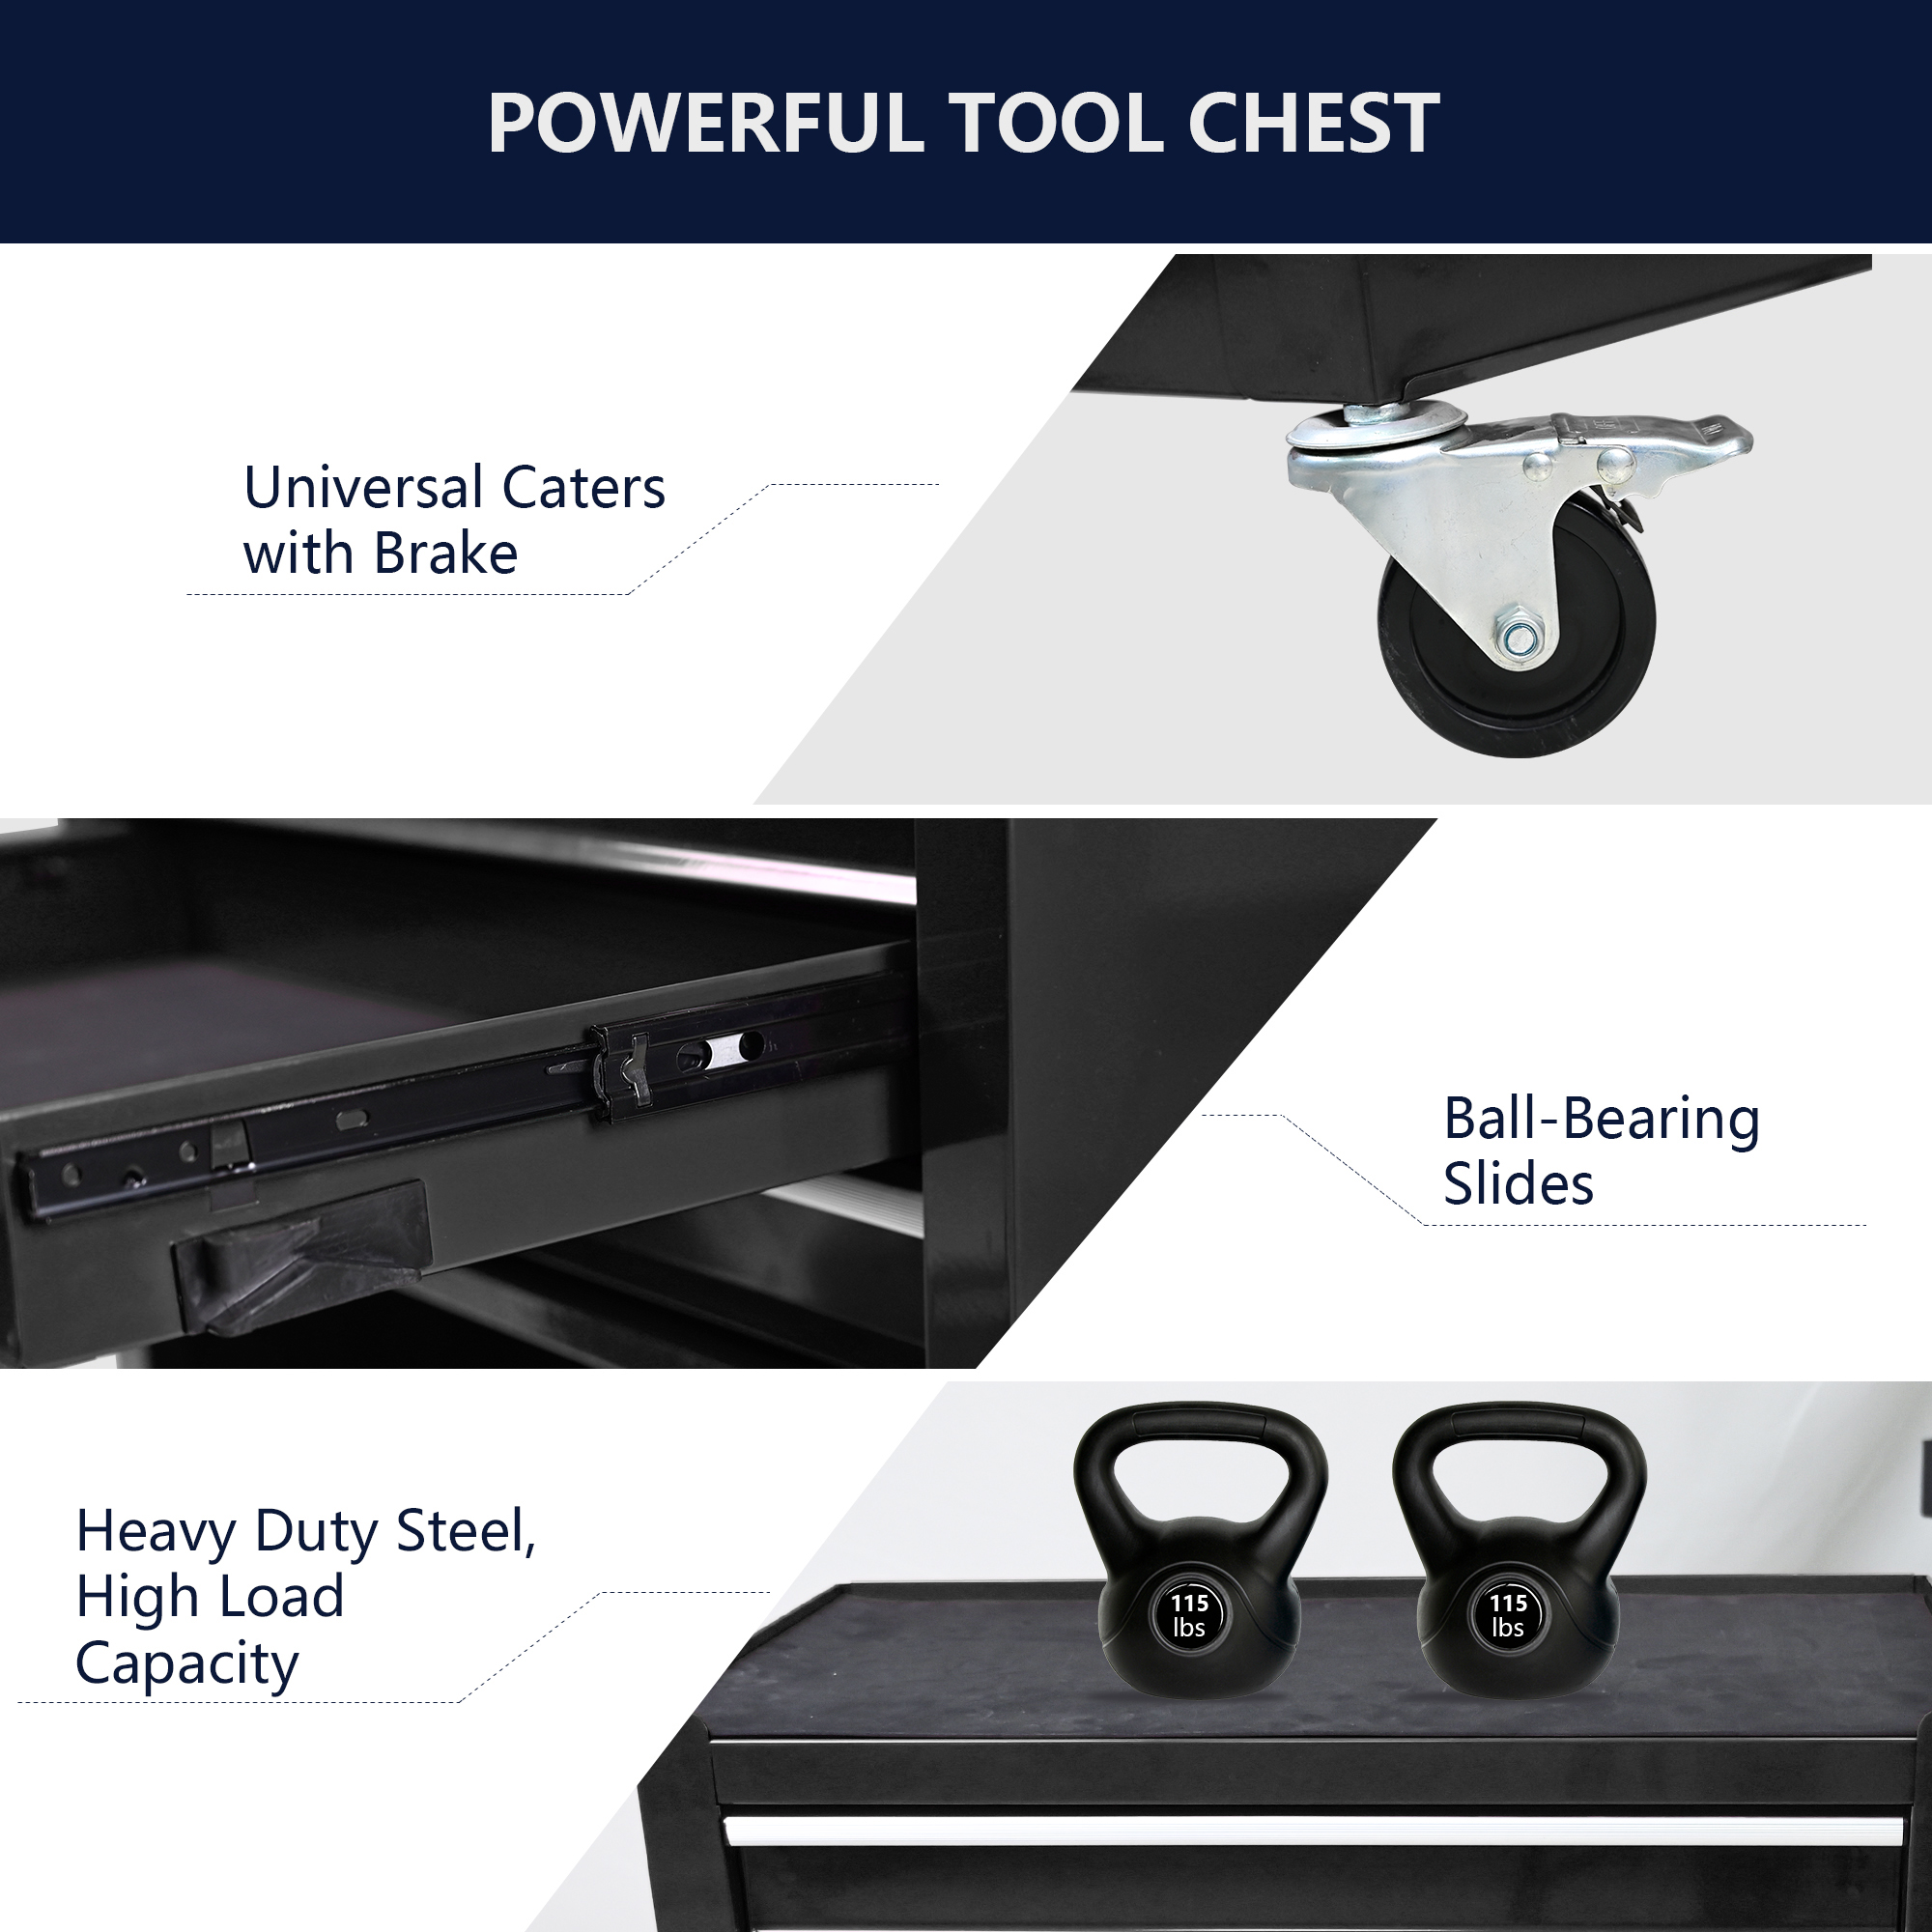 POWERFUL TOOL CHEST
Universal Caters
with Brake
Ball-Bearing
Slides
Heavy Duty Steel,
High Load
Capacity
115
lbs
115
lbs